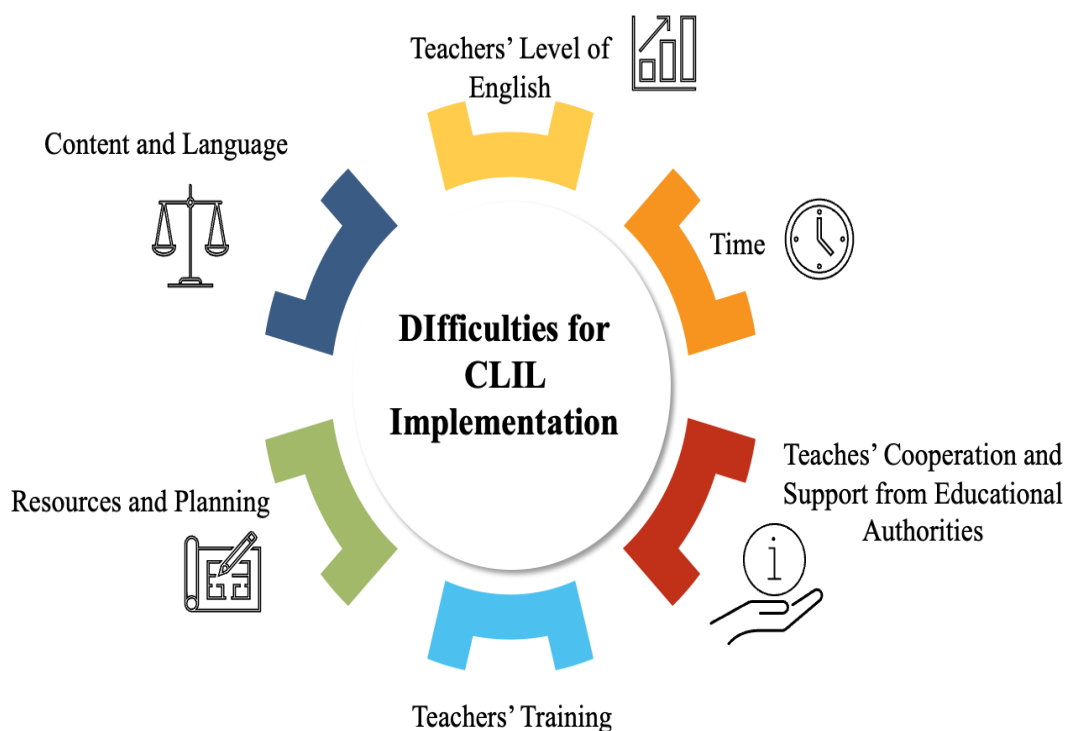 Teachers’ Level of
English
Content and Language
Time
DIfficulties for
CLIL
Implementation
Teaches’ Cooperation and
Support from Educational
Authorities
Resources and Planning
i
Teachers’ Training